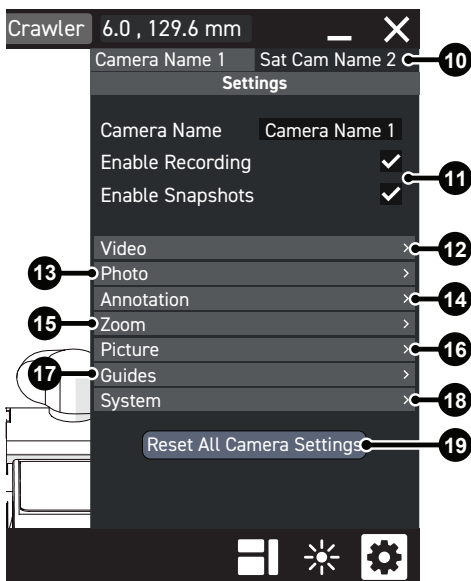 Crawler 6.0 , 129.6 mm
Camera Name 1 Sat Cam Name 2 10
Settings
Camera Name Camera Name 1
Enable Recording
11
Enable Snapshots
Video 12
13 Photo
Annotation 14
15 Zoom
Picture 16
17 Guides
System 18
Reset All Camera Settings 19